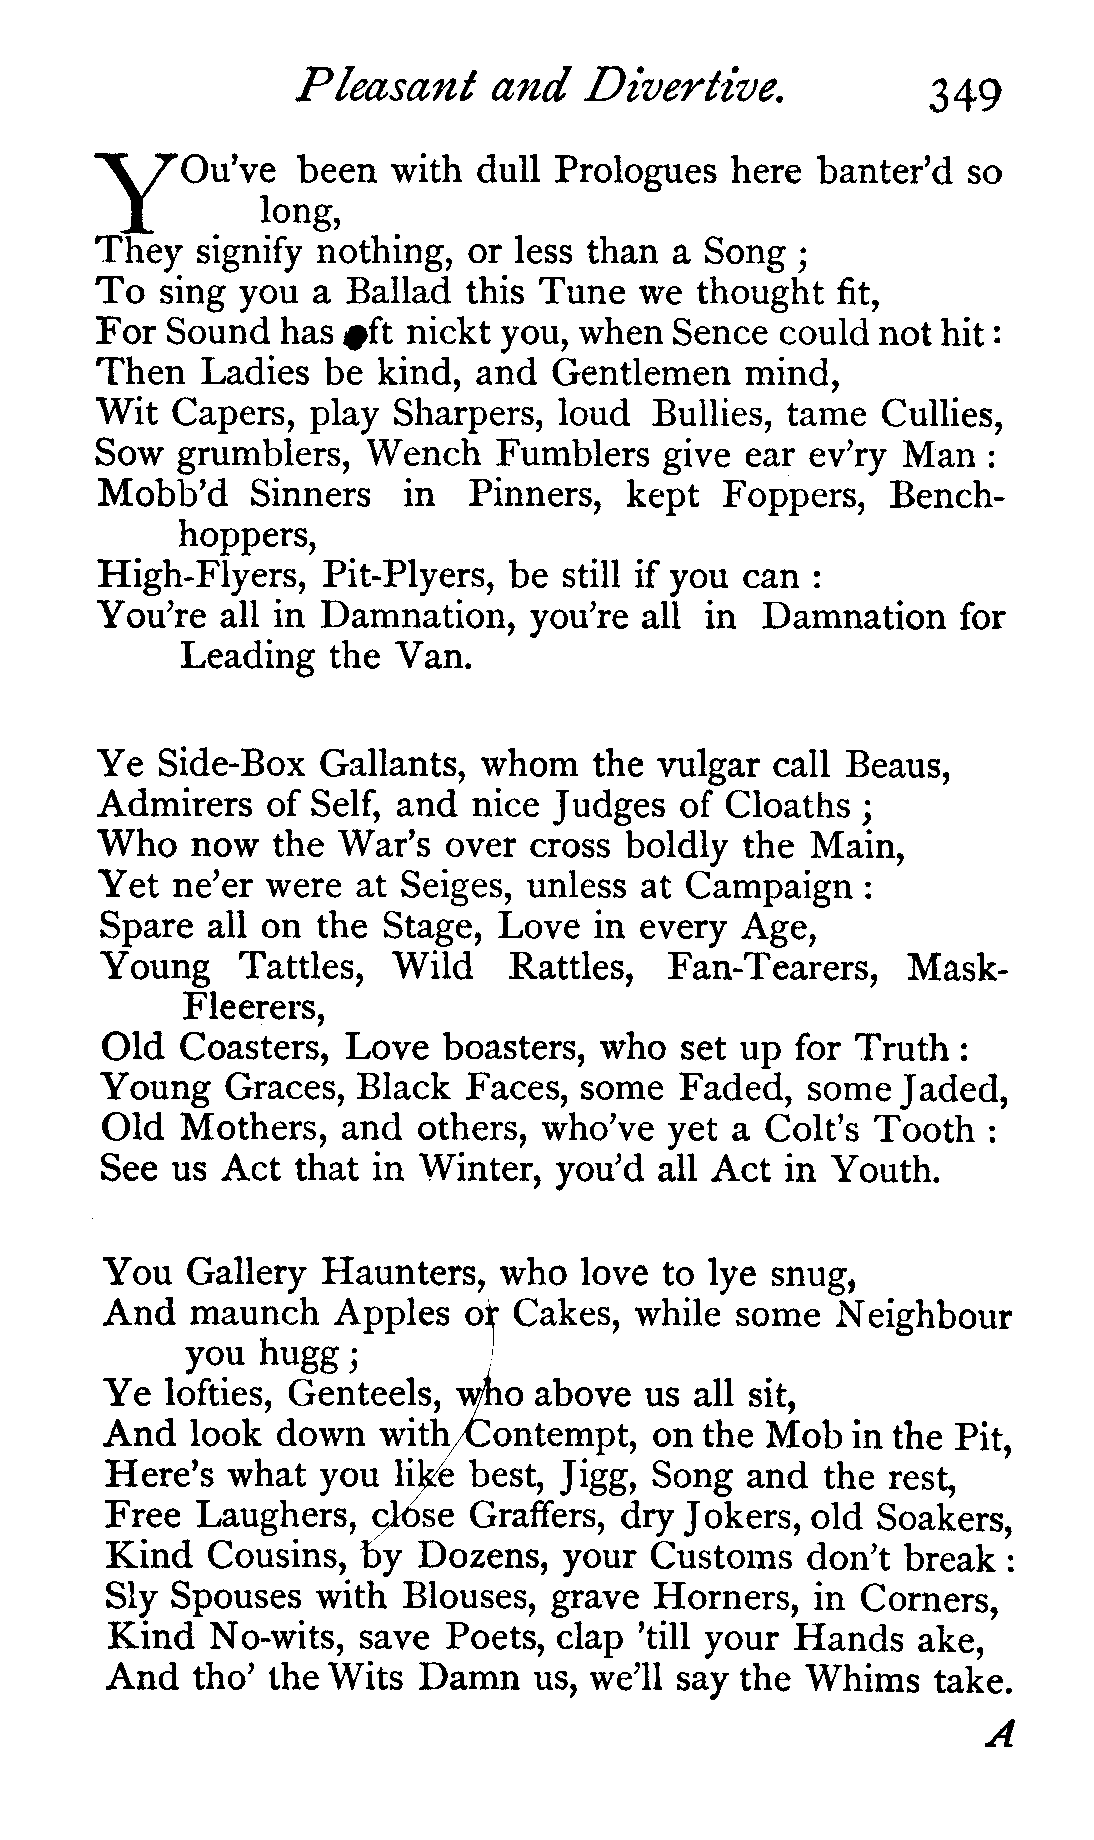 Pleasant and Divertive. 349
YOu've been with dull Prologues here banter'd so
long,
They signify nothing, or less than a Song ;
To sing you a Ballad this Tune we thought fit,
For Sound has oft nickt you, when Sence could not hit :
Then Ladies be kind, and Gentlemen mind,
Wit Capers, play Sharpers, loud Bullies, tame Cullies,
Sow grumblers, Wench Fumblers give ear ev'ry Man :
Mobb'd Sinners in Pinners, kept Foppers, Bench-
hoppers,
High-Flyers, Pit-Plyers, be still if you can :
You're all in Damnation, you're all in Damnation for
Leading the Van.
Ye Side-Box Gallants, whom the vulgar call Beaus,
Admirers of Self, and nice Judges of Cloaths ;
Who now the War's over cross boldly the Main,
Yet ne'er were at Seiges, unless at Campaign :
Spare all on the Stage, Love in every Age,
Young Tattles, Wild Rattles, Fan-Tearers, Mask-
Fleerers,
Old Coasters, Love boasters, who set up for Truth :
Young Graces, Black Faces, some Faded, some Jaded,
Old Mothers, and others, who've yet a Colt's Tooth :
See us Act that in Winter, you'd all Act in Youth.
You Gallery Haunters, who love to lye snug,
And maunch Apples or Cakes, while some Neighbour
you hugg ;
Ye lofties, Genteels, who above us all sit,
And look down with Contempt, on the Mob in the Pit,
Here's what you like best, Jigg, Song and the rest,
Free Laughers, close Graffers, dry Jokers, old Soakers,
Kind Cousins, by Dozens, your Customs don't break :
Sly Spouses with Blouses, grave Horners, in Corners,
Kind No-wits, save Poets, clap 'till your Hands ake,
And tho' the Wits Damn us, we'll say the Whims take.
A